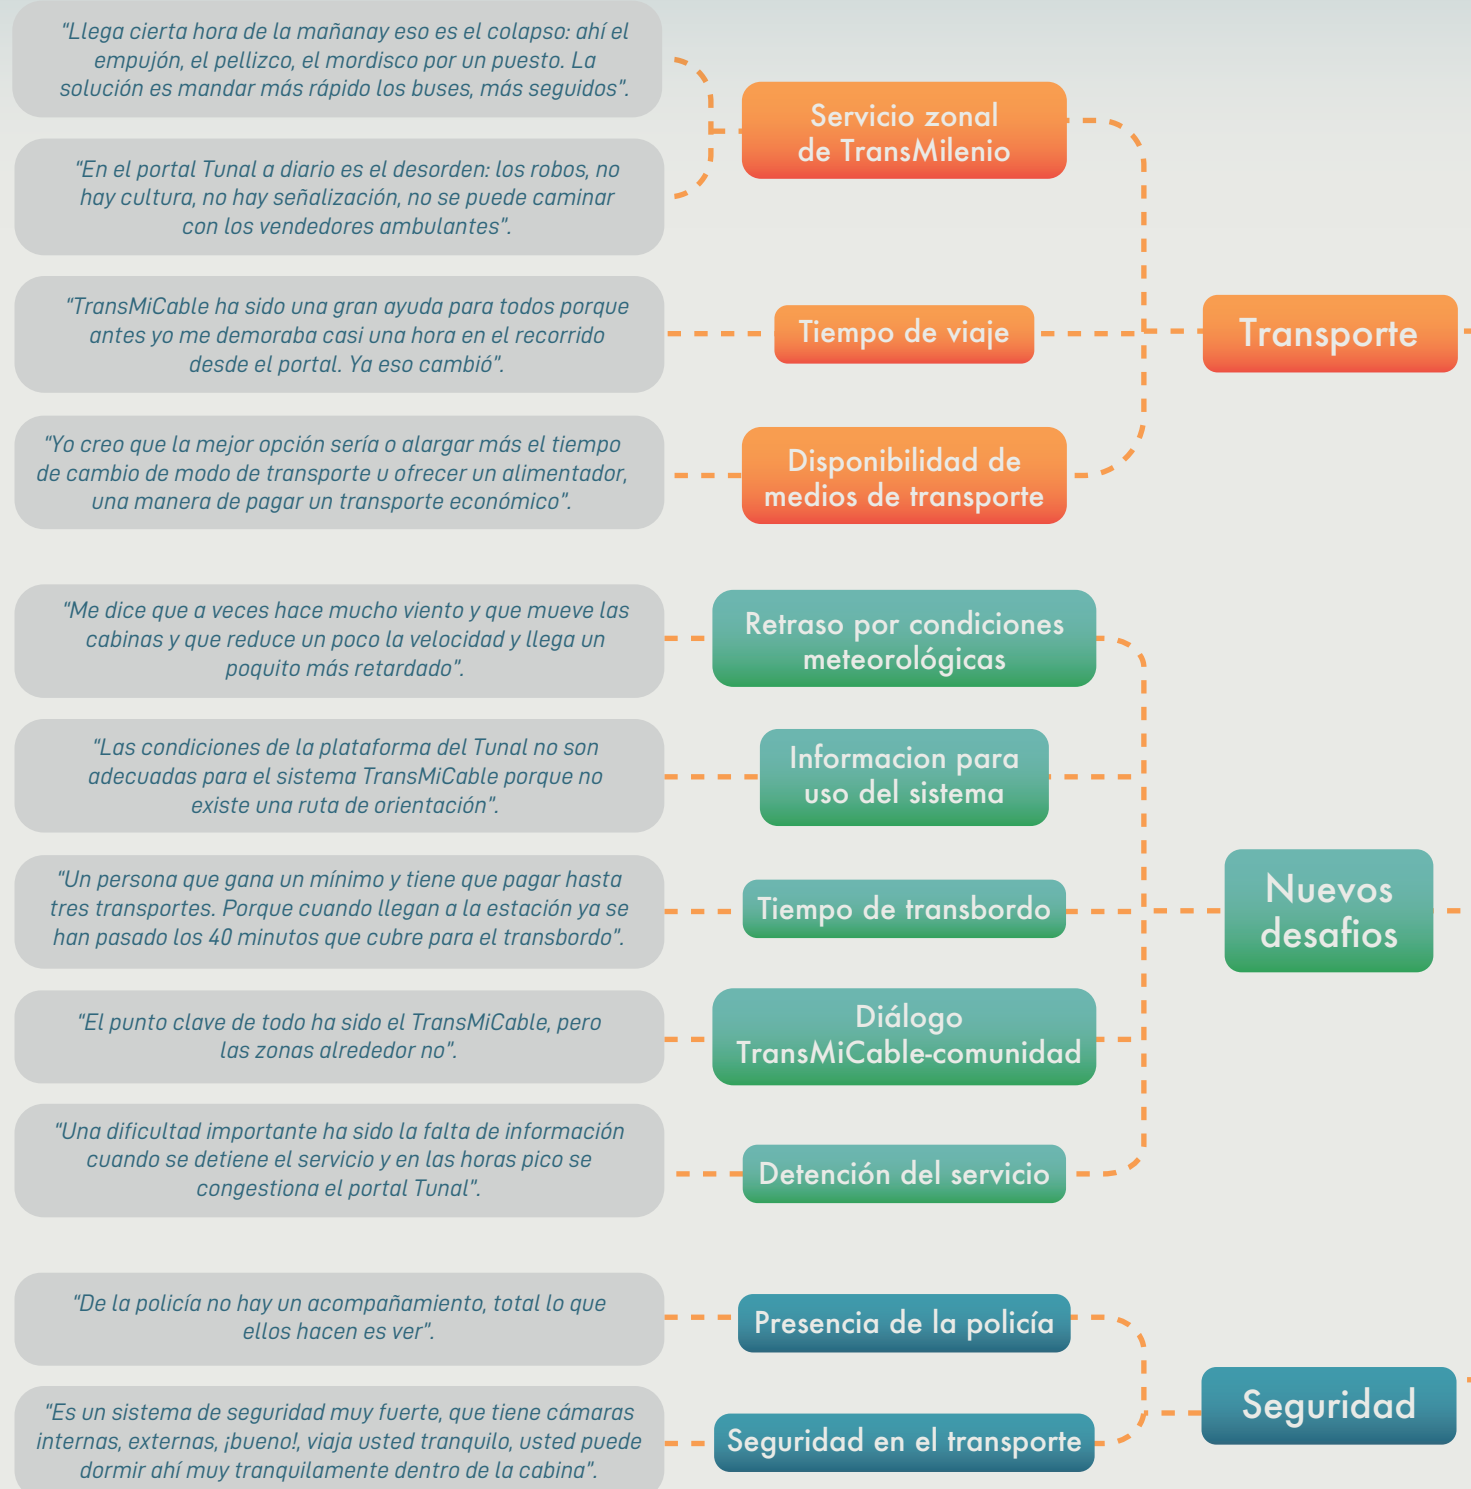 "Llega cierta hora de la mañanay eso es el colapso: ahí el
empujón, el pellizco, el mordisco por un puesto. La
solución es mandar más rápido los buses, más seguidos".
"En el portal Tunal a diario es el desorden: los robos, no
hay cultura, no hay señalización, no se puede caminar
con los vendedores ambulantes".
Servicio zonal
de TransMilenio
"TransMiCable ha sido una gran ayuda para todos porque
antes yo me demoraba casi una hora en el recorrido
desde el portal. Ya eso cambió".
Tiempo de viaje
Transporte
"Yo creo que la mejor opción sería o alargar más el tiempo
de cambio de modo de transporte u ofrecer un alimentador,
una manera de pagar un transporte económico".
Disponibilidad de
medios de transporte
"Me dice que a veces hace mucho viento y que mueve las
cabinas y que reduce un poco la velocidad y llega un
poquito más retardado".
Retraso por condiciones
meteorológicas
"Las condiciones de la plataforma del Tunal no son
adecuadas para el sistema TransMiCable porque no
existe una ruta de orientación".
Informacion para
uso del sistema
"Un persona que gana un mínimo y tiene que pagar hasta
tres transportes. Porque cuando llegan a la estación ya se
han pasado los 40 minutos que cubre para el transbordo".
Tiempo de transbordo
Nuevos
desafios
"El punto clave de todo ha sido el TransMiCable, pero
las zonas alrededor no".
Diálogo
TransMiCable-comunidad
"Una dificultad importante ha sido la falta de información
cuando se detiene el servicio y en las horas pico se
congestiona el portal Tunal".
Detención del servicio
"De la policía no hay un acompañamiento, total lo que
ellos hacen es ver".
Presencia de la policía
"Es un sistema de seguridad muy fuerte, que tiene cámaras
internas, externas, ¡bueno!, viaja usted tranquilo, usted puede
dormir ahí muy tranquilamente dentro de la cabina".
Seguridad en el transporte
Seguridad